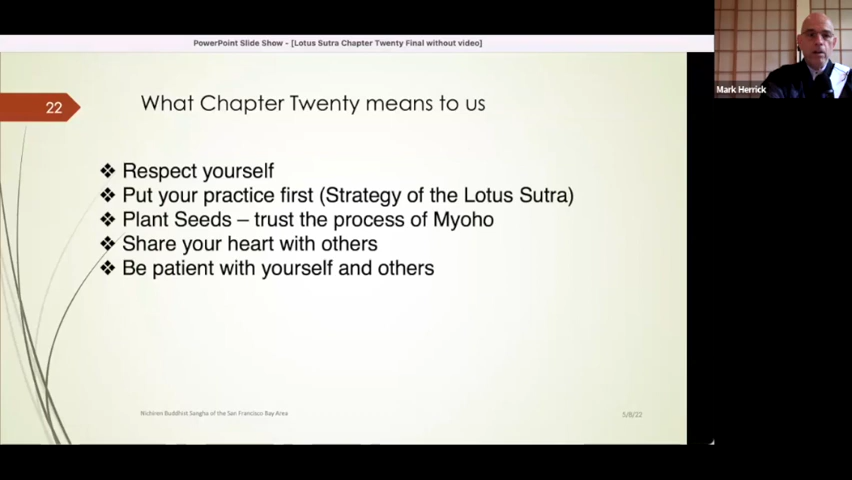 PowerPoint Slide Show - [Lotus Sutra Chapter Twenty Final without video]
Mark Herrick
22
What Chapter Twenty means to us
❖ Respect yourself
❖ Put your practice first (Strategy of the Lotus Sutra)
❖ Plant Seeds – trust the process of Myoho
❖ Share your heart with others
❖ Be patient with yourself and others
Nichiren Buddhist Sangha of the San Francisco Bay Area
5/8/22